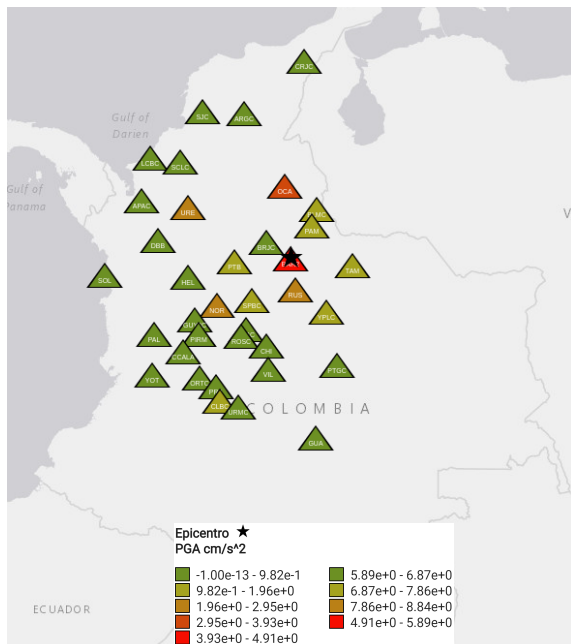 CRJC
SJC
ARGC
Gulf of
Darien
LCBC
SCLC
Gulf of
Panama
OCA
APAC
URE
PAM
V
DBB
BRJC
PTB
TAM
SOL
HEL
RUS
SPBC
NOR
YPLC
PAL
PIRM
ROSC
CHI
CCALA
VIL
PTGC
YOT
ORTC
CLBC
URMC
COLOMBIA
GUA
Epicentro
PGA cm/s^2
-1.00e-13 - 9.82e-1
5.89e+0 - 6.87e+0
9.82e-1 - 1.96e+0
6.87e+0 - 7.86e+0
1.96e+0 - 2.95e+0
7.86e+0 - 8.84e+0
2.95e+0 - 3.93e+0
4.91e+0 - 5.89e+0
3.93e+0 - 4.91e+0
ECUADOR